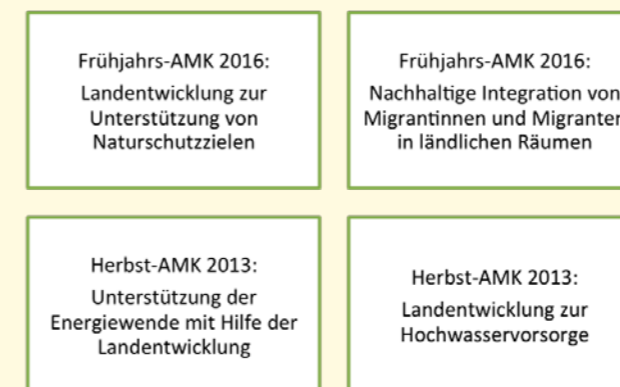 Frühjahrs-AMK 2016:
Landentwicklung zur
Unterstützung von
Naturschutzzielen
Frühjahrs-AMK 2016:
Nachhaltige Integration von
Migrantinnen und Migranten
in ländlichen Räumen
Herbst-AMK 2013:
Unterstützung der
Energiewende mit Hilfe der
Landentwicklung
Herbst-AMK 2013:
Landentwicklung zur
Hochwasservorsorge